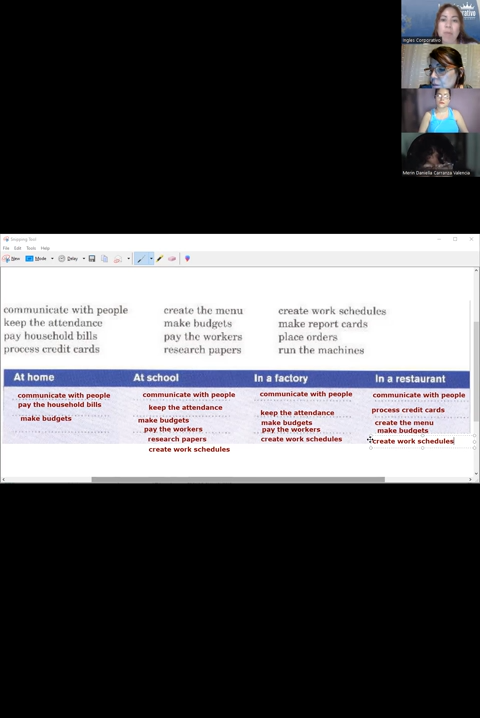 Inglés Corporativo
Merin Daniella Carranza Valencia
Snipping Tool
File Edit Tools Help
New Mode Delay
communicate with people create the menu create work schedules
keep the attendance make budgets make report cards
pay household bills pay the workers place orders
process credit cards research papers run the machines
At home At school In a factory In a restaurant
communicate with people communicate with people communicate with people communicate with people
pay the household bills keep the attendance keep the attendance process credit cards
make budgets make budgets make budgets create the menu
pay the workers pay the workers make budgets
research papers create work schedules create work schedules
create work schedules